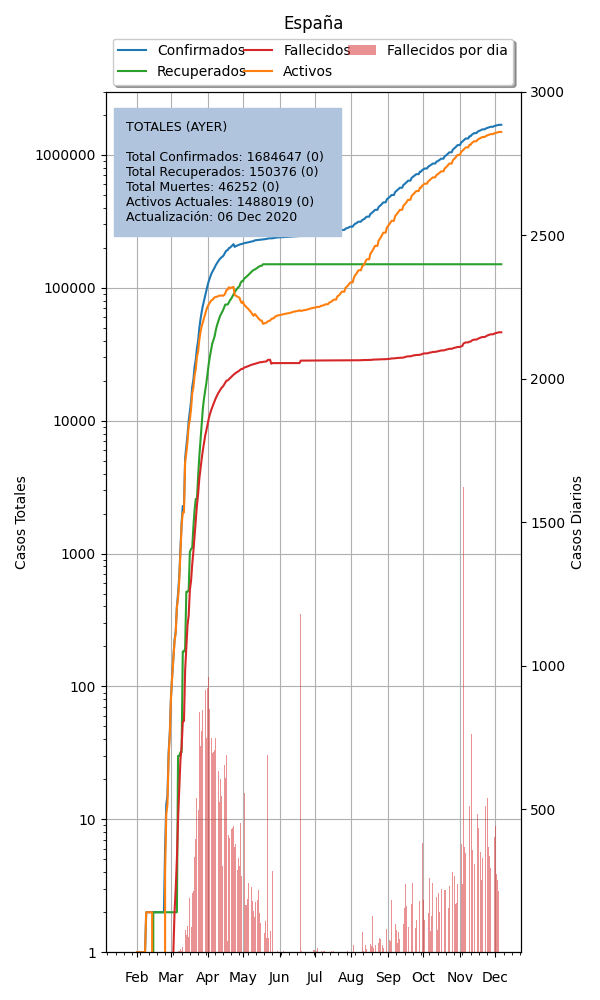 España
Confirmados Fallecidos Fallecidos por dia
Recuperados Activos
TOTALES (AYER)
Total Confirmados: 1684647 (0)
Total Recuperados: 150376 (0)
Total Muertes: 46252 (0)
Activos Actuales: 1488019 (0)
Actualización: 06 Dec 2020
1000000
100000
10000
1000
100
10
1
Casos Totales
3000
2500
2000
1500
1000
500
Casos Diarios
Feb Mar Apr May Jun Jul Aug Sep Oct Nov Dec